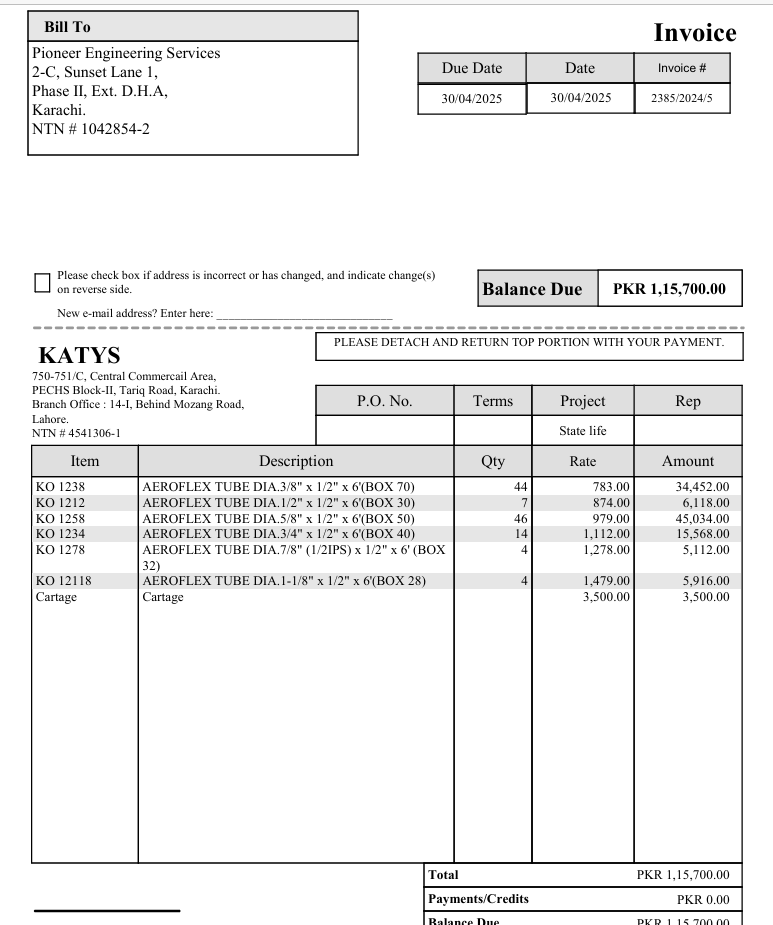 Bill To
Pioneer Engineering Services
2-C, Sunset Lane 1,
Phase II, Ext. D.H.A,
Karachi.
NTN # 1042854-2
Invoice
Due Date Date Invoice #
30/04/2025 30/04/2025 2385/2024/5
Please check box if address is incorrect or has changed, and indicate change(s)
on reverse side.
New e-mail address? Enter here: ____________________________
Balance Due PKR 1,15,700.00
PLEASE DETACH AND RETURN TOP PORTION WITH YOUR PAYMENT.
KATYS
750-751/C, Central Commercail Area,
PECHS Block-II, Tariq Road, Karachi.
Branch Office : 14-I, Behind Mozang Road,
Lahore.
NTN # 4541306-1
P.O. No. Terms Project Rep
State life
Item Description Qty Rate Amount
KO 1238 AEROFLEX TUBE DIA.3/8" x 1/2" x 6'(BOX 70) 44 783.00 34,452.00
KO 1212 AEROFLEX TUBE DIA.1/2" x 1/2" x 6'(BOX 30) 7 874.00 6,118.00
KO 1258 AEROFLEX TUBE DIA.5/8" x 1/2" x 6'(BOX 50) 46 979.00 45,034.00
KO 1234 AEROFLEX TUBE DIA.3/4" x 1/2" x 6'(BOX 40) 14 1,112.00 15,568.00
KO 1278 AEROFLEX TUBE DIA.7/8" (1/2IPS) x 1/2" x 6' (BOX 4 1,278.00 5,112.00
32)
KO 12118 AEROFLEX TUBE DIA.1-1/8" x 1/2" x 6'(BOX 28) 4 1,479.00 5,916.00
Cartage Cartage 3,500.00 3,500.00
Total PKR 1,15,700.00
Payments/Credits PKR 0.00
Balance Due PKR 1,15,700.00